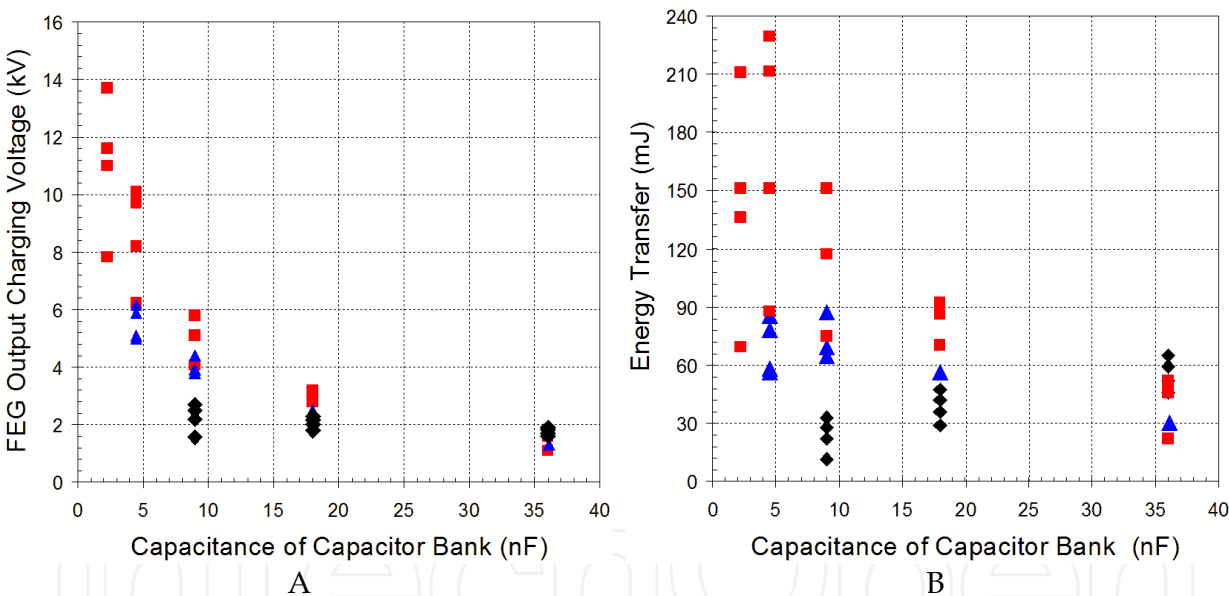 FEG Output Charging Voltage (kV)
16
14
12
10
8
6
4
2
0
0 5 10 15 20 25 30 35 40
Capacitance of Capacitor Bank (nF)
A
Energy Transfer (mJ)
240
210
180
150
120
90
60
30
0
0 5 10 15 20 25 30 35 40
Capacitance of Capacitor Bank (nF)
B